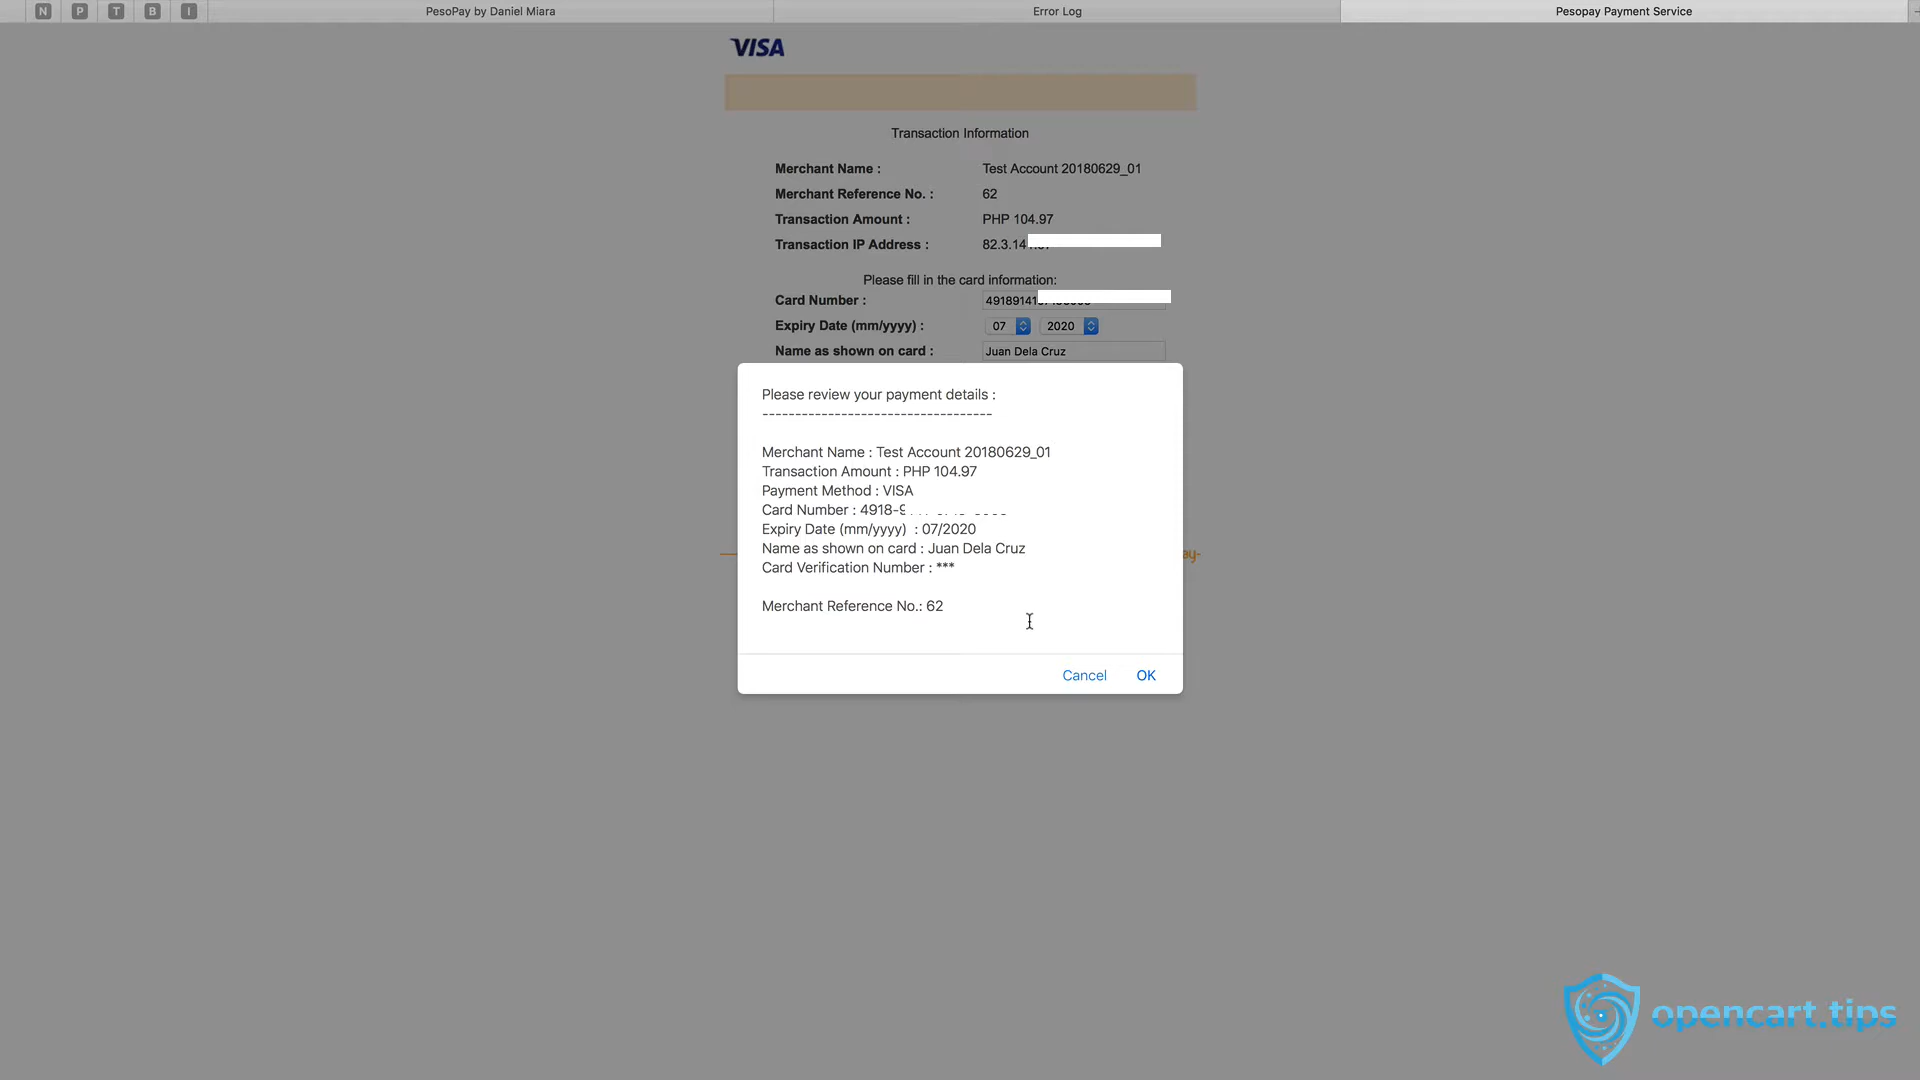 N P T B I PesoPay by Daniel Miara Error Log Pesopay Payment Service
VISA
Transaction Information
Merchant Name : Test Account 20180629_01
Merchant Reference No. : 62
Transaction Amount : PHP 104.97
Transaction IP Address : 82.3.14
Please fill in the card information:
Card Number : 4918914
Expiry Date (mm/yyyy) : 07 2020
Name as shown on card : Juan Dela Cruz
Please review your payment details :
-----------------------------------
Merchant Name : Test Account 20180629_01
Transaction Amount : PHP 104.97
Payment Method : VISA
Card Number : 4918-9
Expiry Date (mm/yyyy) : 07/2020
Name as shown on card : Juan Dela Cruz
Card Verification Number : ***
Merchant Reference No.: 62
Cancel OK
opencart.tips